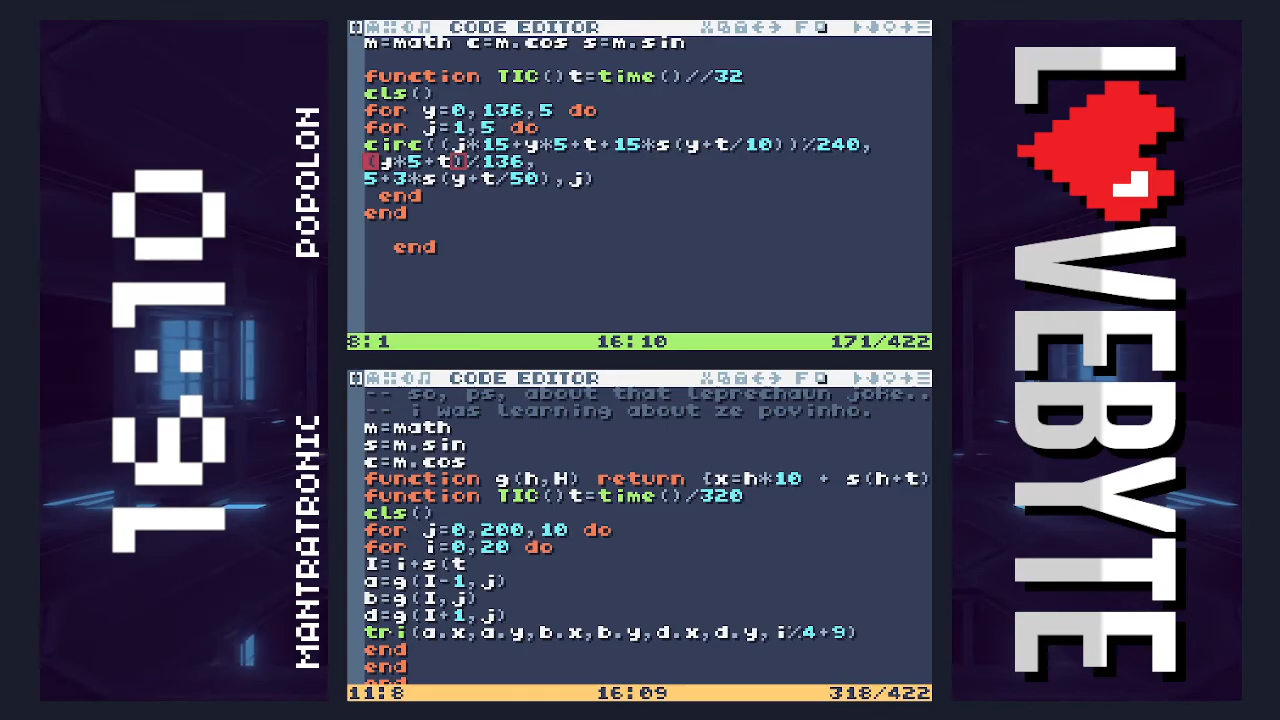 16:10
POPOLON
MANTRATRONIC
CODE EDITOR
m=math c=m.cos s=m.sin
function TIC()t=time()//32
cls()
for y=0,136,5 do
for j=1,5 do
circ((j*15+y*5+t+15*s(y+t/10))%240,
(y*5+t)%136,
5+3*s(y+t/50),j)
end
end
end
8:1 16:10 171/422
CODE EDITOR
-- so, ps, about that leprechaun joke..
-- i was learning about ze povinho.
m=math
s=m.sin
c=m.cos
function g(h,H) return {x=h*10 + s(h+t)
function TIC()t=time()/320
cls()
for j=0,200,10 do
for i=0,20 do
I=i+s(t
a=g(I-1,j)
b=g(I,j)
d=g(I+1,j)
tri(a.x,a.y,b.x,b.y,d.x,d.y,i%4+9)
end
end
end
11:8 16:09 318/422
L VEBYTE